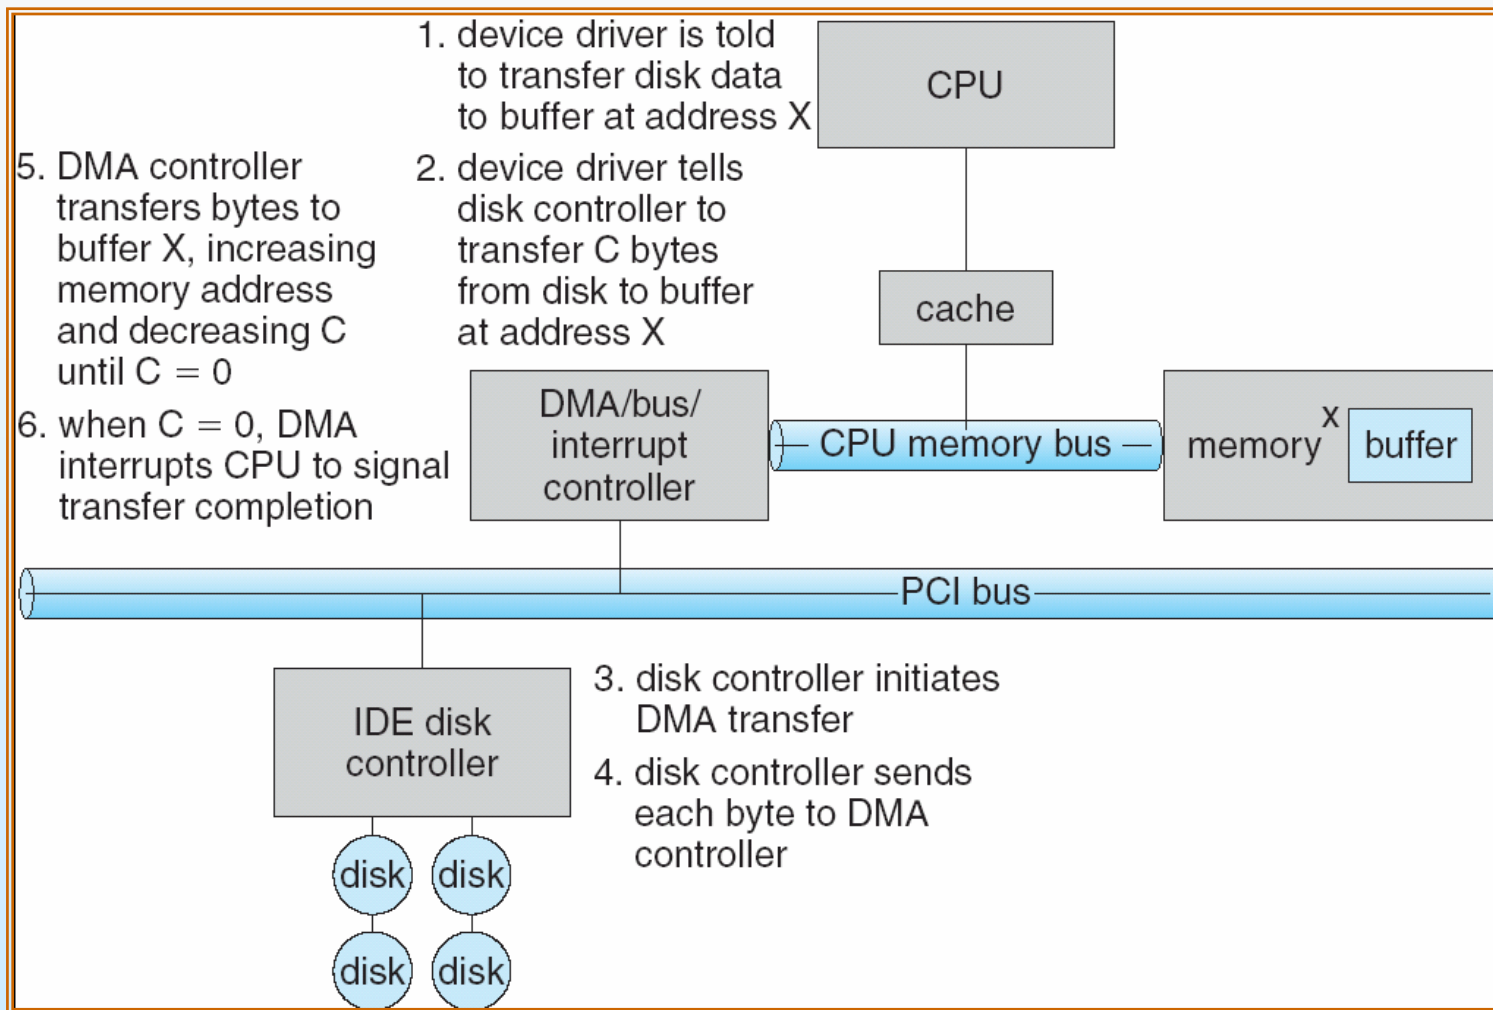 1. device driver is told
to transfer disk data
to buffer at address X
CPU
5. DMA controller
transfers bytes to
buffer X, increasing
memory address
and decreasing C
until C = 0
2. device driver tells
disk controller to
transfer C bytes
from disk to buffer
at address X
cache
6. when C = 0, DMA
interrupts CPU to signal
transfer completion
DMA/bus/
interrupt
controller
CPU memory bus
memory
X
buffer
PCI bus
IDE disk
controller
3. disk controller initiates
DMA transfer
4. disk controller sends
each byte to DMA
controller
disk
disk
disk
disk